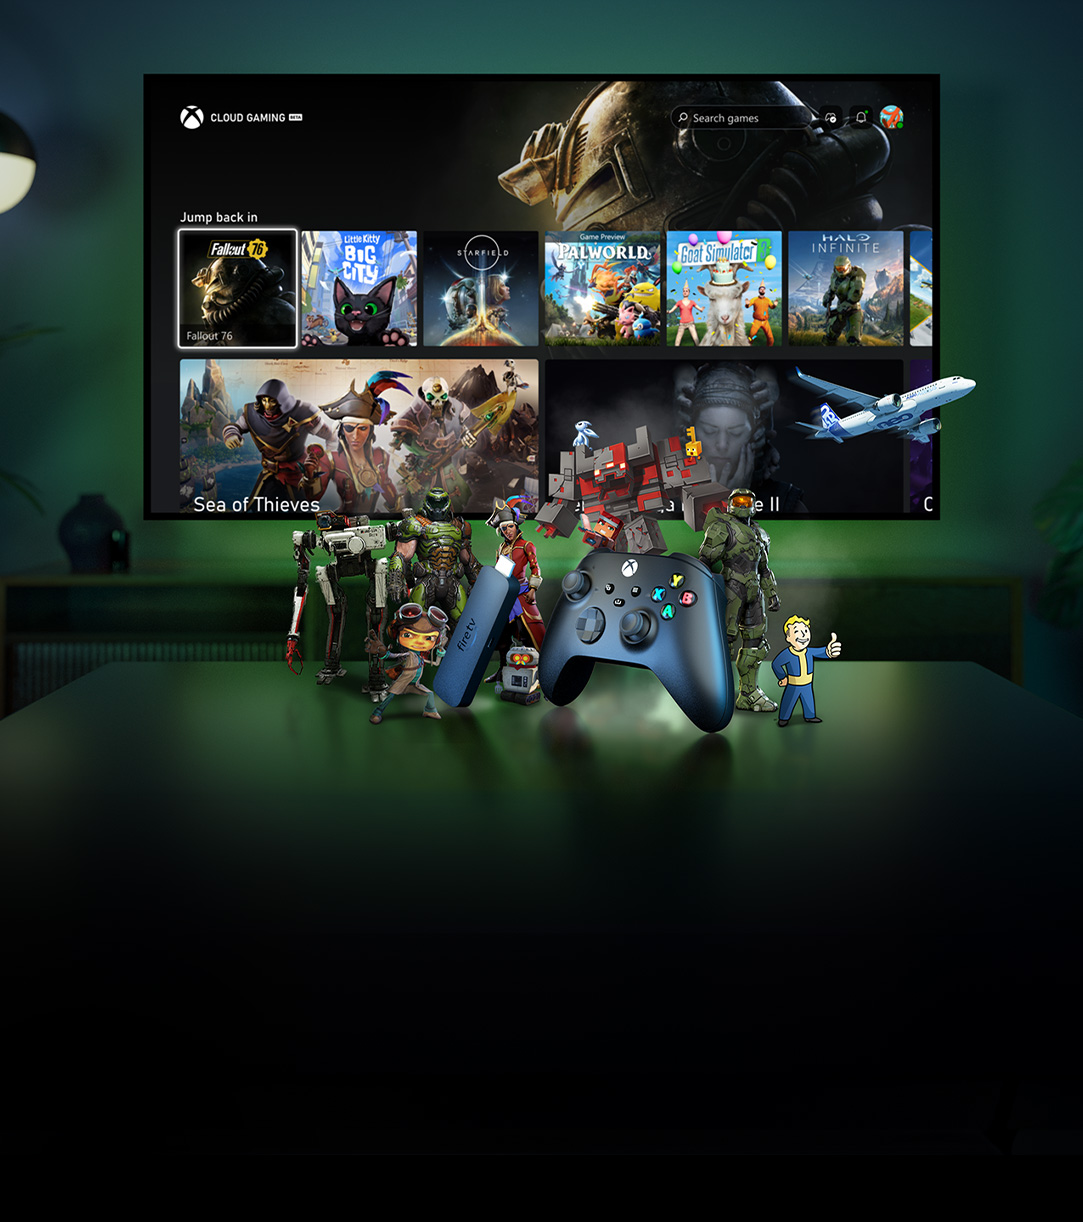 CLOUD GAMING BETA
Search games
Jump back in
Fallout 76
Fallout 76
Little Kitty
BIG
CITY
STARFIELD
Game Preview
PALWORLD
Goat Simulator
HALO
INFINITE
Sea of Thieves
II
C
fire tv
Y
X
B
A